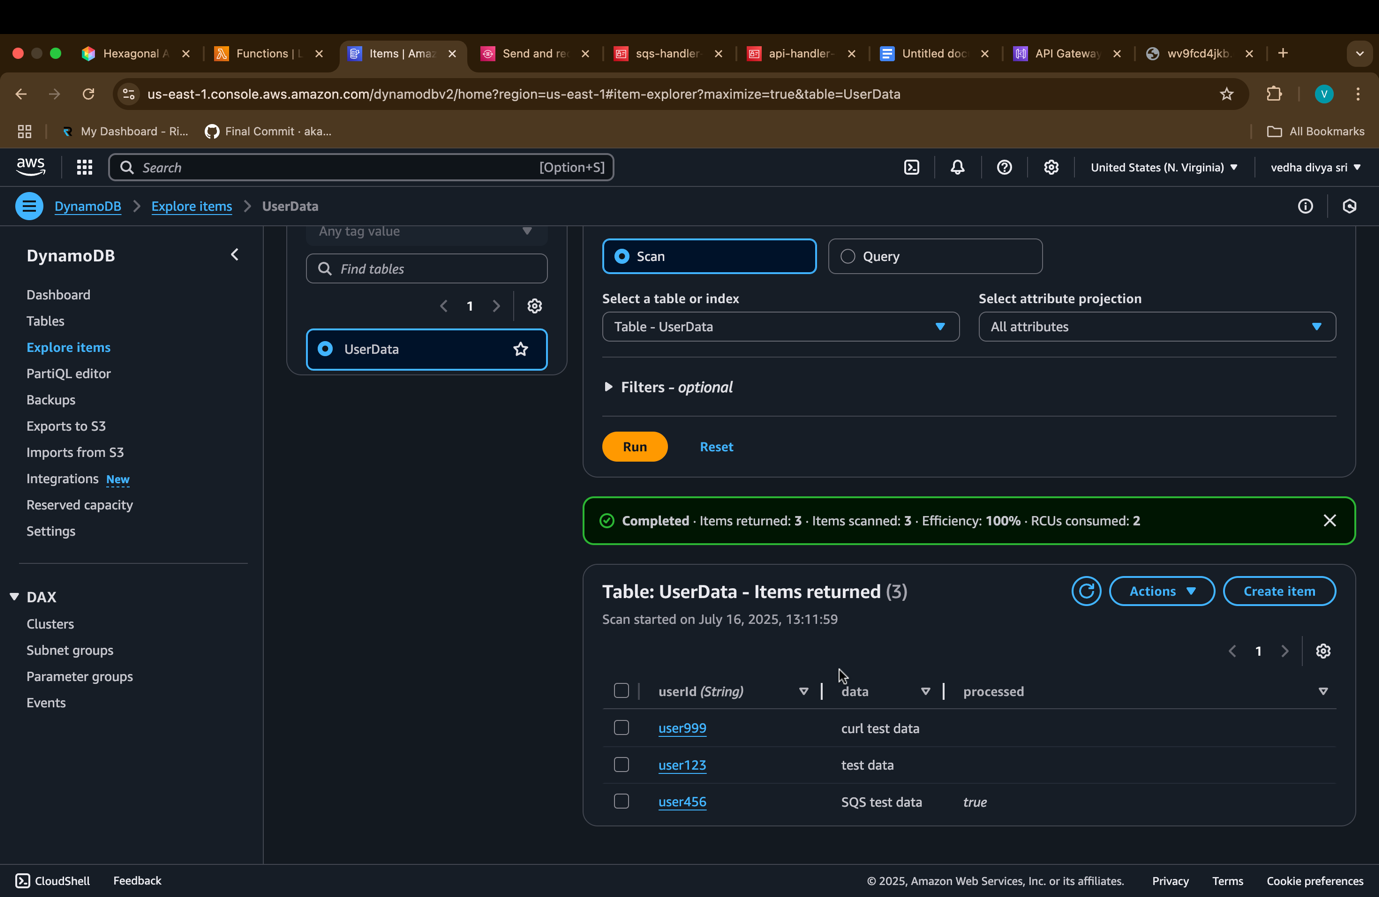 Hexagonal A
Functions | L
Items | Amaz
Send and re
sqs-handler-
api-handler-
Untitled doc
API Gateway
wv9fcd4jkb.
us-east-1.console.aws.amazon.com/dynamodbv2/home?region=us-east-1#item-explorer?maximize=true&table=UserData
V
My Dashboard - Ri...
Final Commit · aka...
All Bookmarks
aws
Search
[Option+S]
United States (N. Virginia)
vedha divya sri
DynamoDB
Explore items
UserData
DynamoDB
Dashboard
Tables
Explore items
PartiQL editor
Backups
Exports to S3
Imports from S3
Integrations New
Reserved capacity
Settings
DAX
Clusters
Subnet groups
Parameter groups
Events
Any tag value
Find tables
1
UserData
Scan
Query
Select a table or index
Select attribute projection
Table - UserData
All attributes
Filters - optional
Run
Reset
Completed · Items returned: 3 · Items scanned: 3 · Efficiency: 100% · RCUs consumed: 2
Table: UserData - Items returned (3)
Actions
Create item
Scan started on July 16, 2025, 13:11:59
1
userId (String)
data
processed
user999
curl test data
user123
test data
user456
SQS test data
true
CloudShell
Feedback
© 2025, Amazon Web Services, Inc. or its affiliates.
Privacy
Terms
Cookie preferences